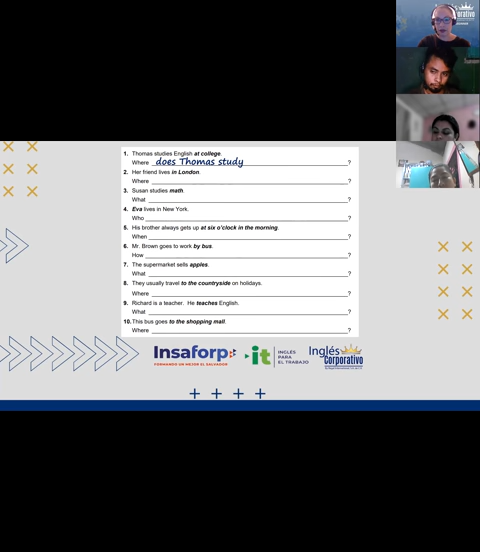 1. Thomas studies English at college.
Where does Thomas study ?
2. Her friend lives in London.
Where ?
3. Susan studies math.
What ?
4. Eva lives in New York.
Who ?
5. His brother always gets up at six o'clock in the morning.
When ?
6. Mr. Brown goes to work by bus.
How ?
7. The supermarket sells apples.
What ?
8. They usually travel to the countryside on holidays.
Where ?
9. Richard is a teacher. He teaches English.
What ?
10. This bus goes to the shopping mall.
Where ?
Insaforp
FORMANDO UN MEJOR EL SALVADOR
it
INGLÉS
PARA
EL TRABAJO
Inglés
Corporativo